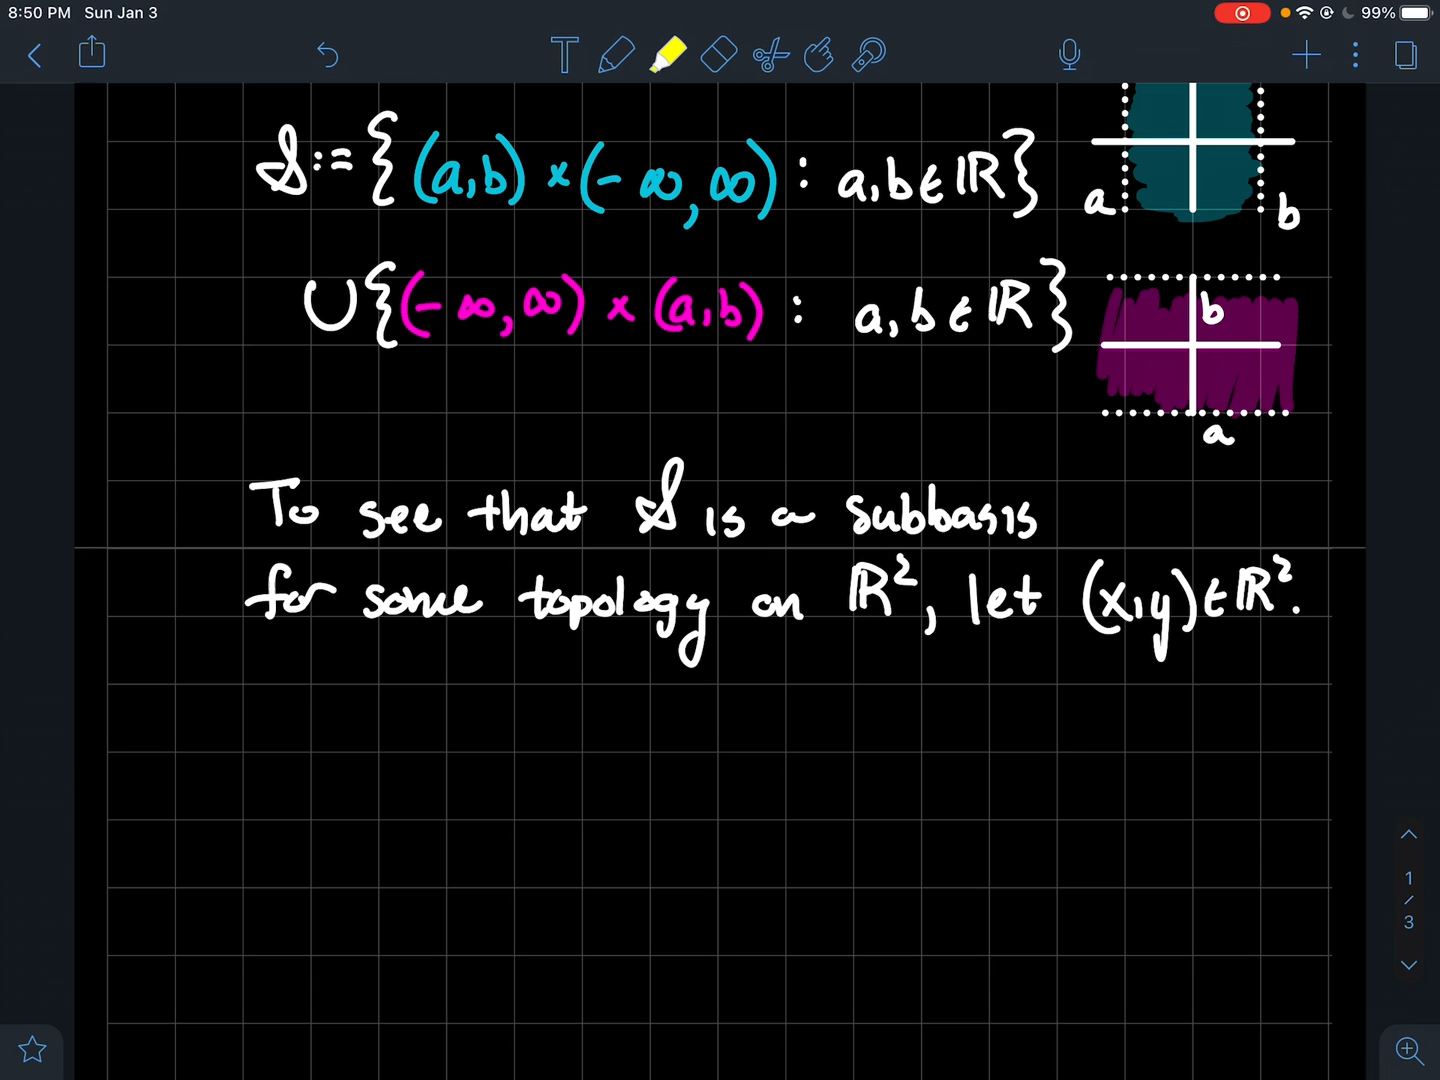 8:50 PM Sun Jan 3 99%
𝒮 := {(a,b) × (-∞,∞) : a,b ∈ ℝ}
a b
∪ {(-∞,∞) × (a,b) : a,b ∈ ℝ}
b
a
To see that 𝒮 is a subbasis
for some topology on ℝ², let (x,y) ∈ ℝ².
1
/
3